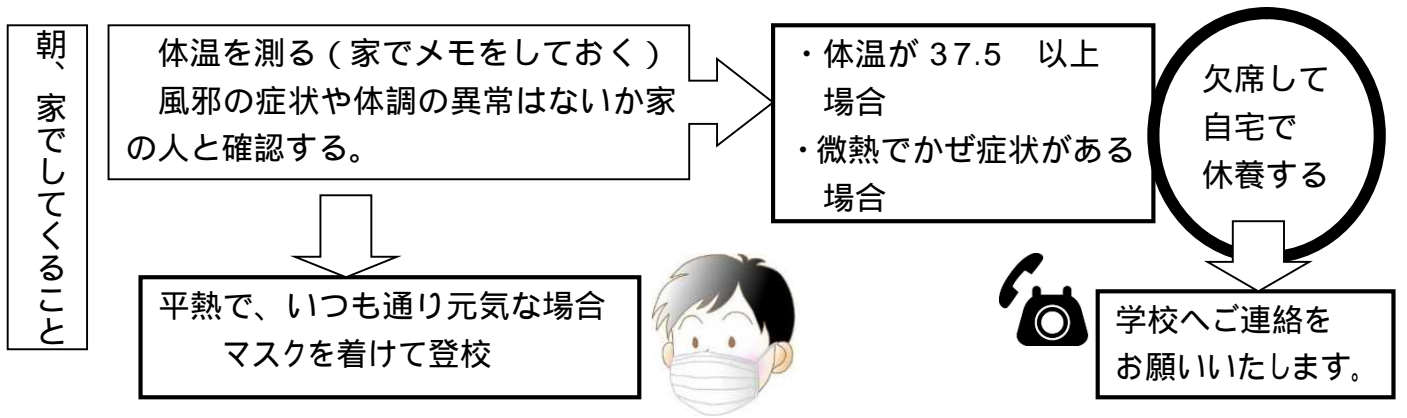 朝、家でしてくること
体温を測る(家でメモをしておく)
風邪の症状や体調の異常はないか家
の人と確認する。
・体温が 37.5　以上
場合
・微熱でかぜ症状がある
場合
欠席して
自宅で
休養する
平熱で、いつも通り元気な場合
マスクを着けて登校
学校へご連絡を
お願いいたします。